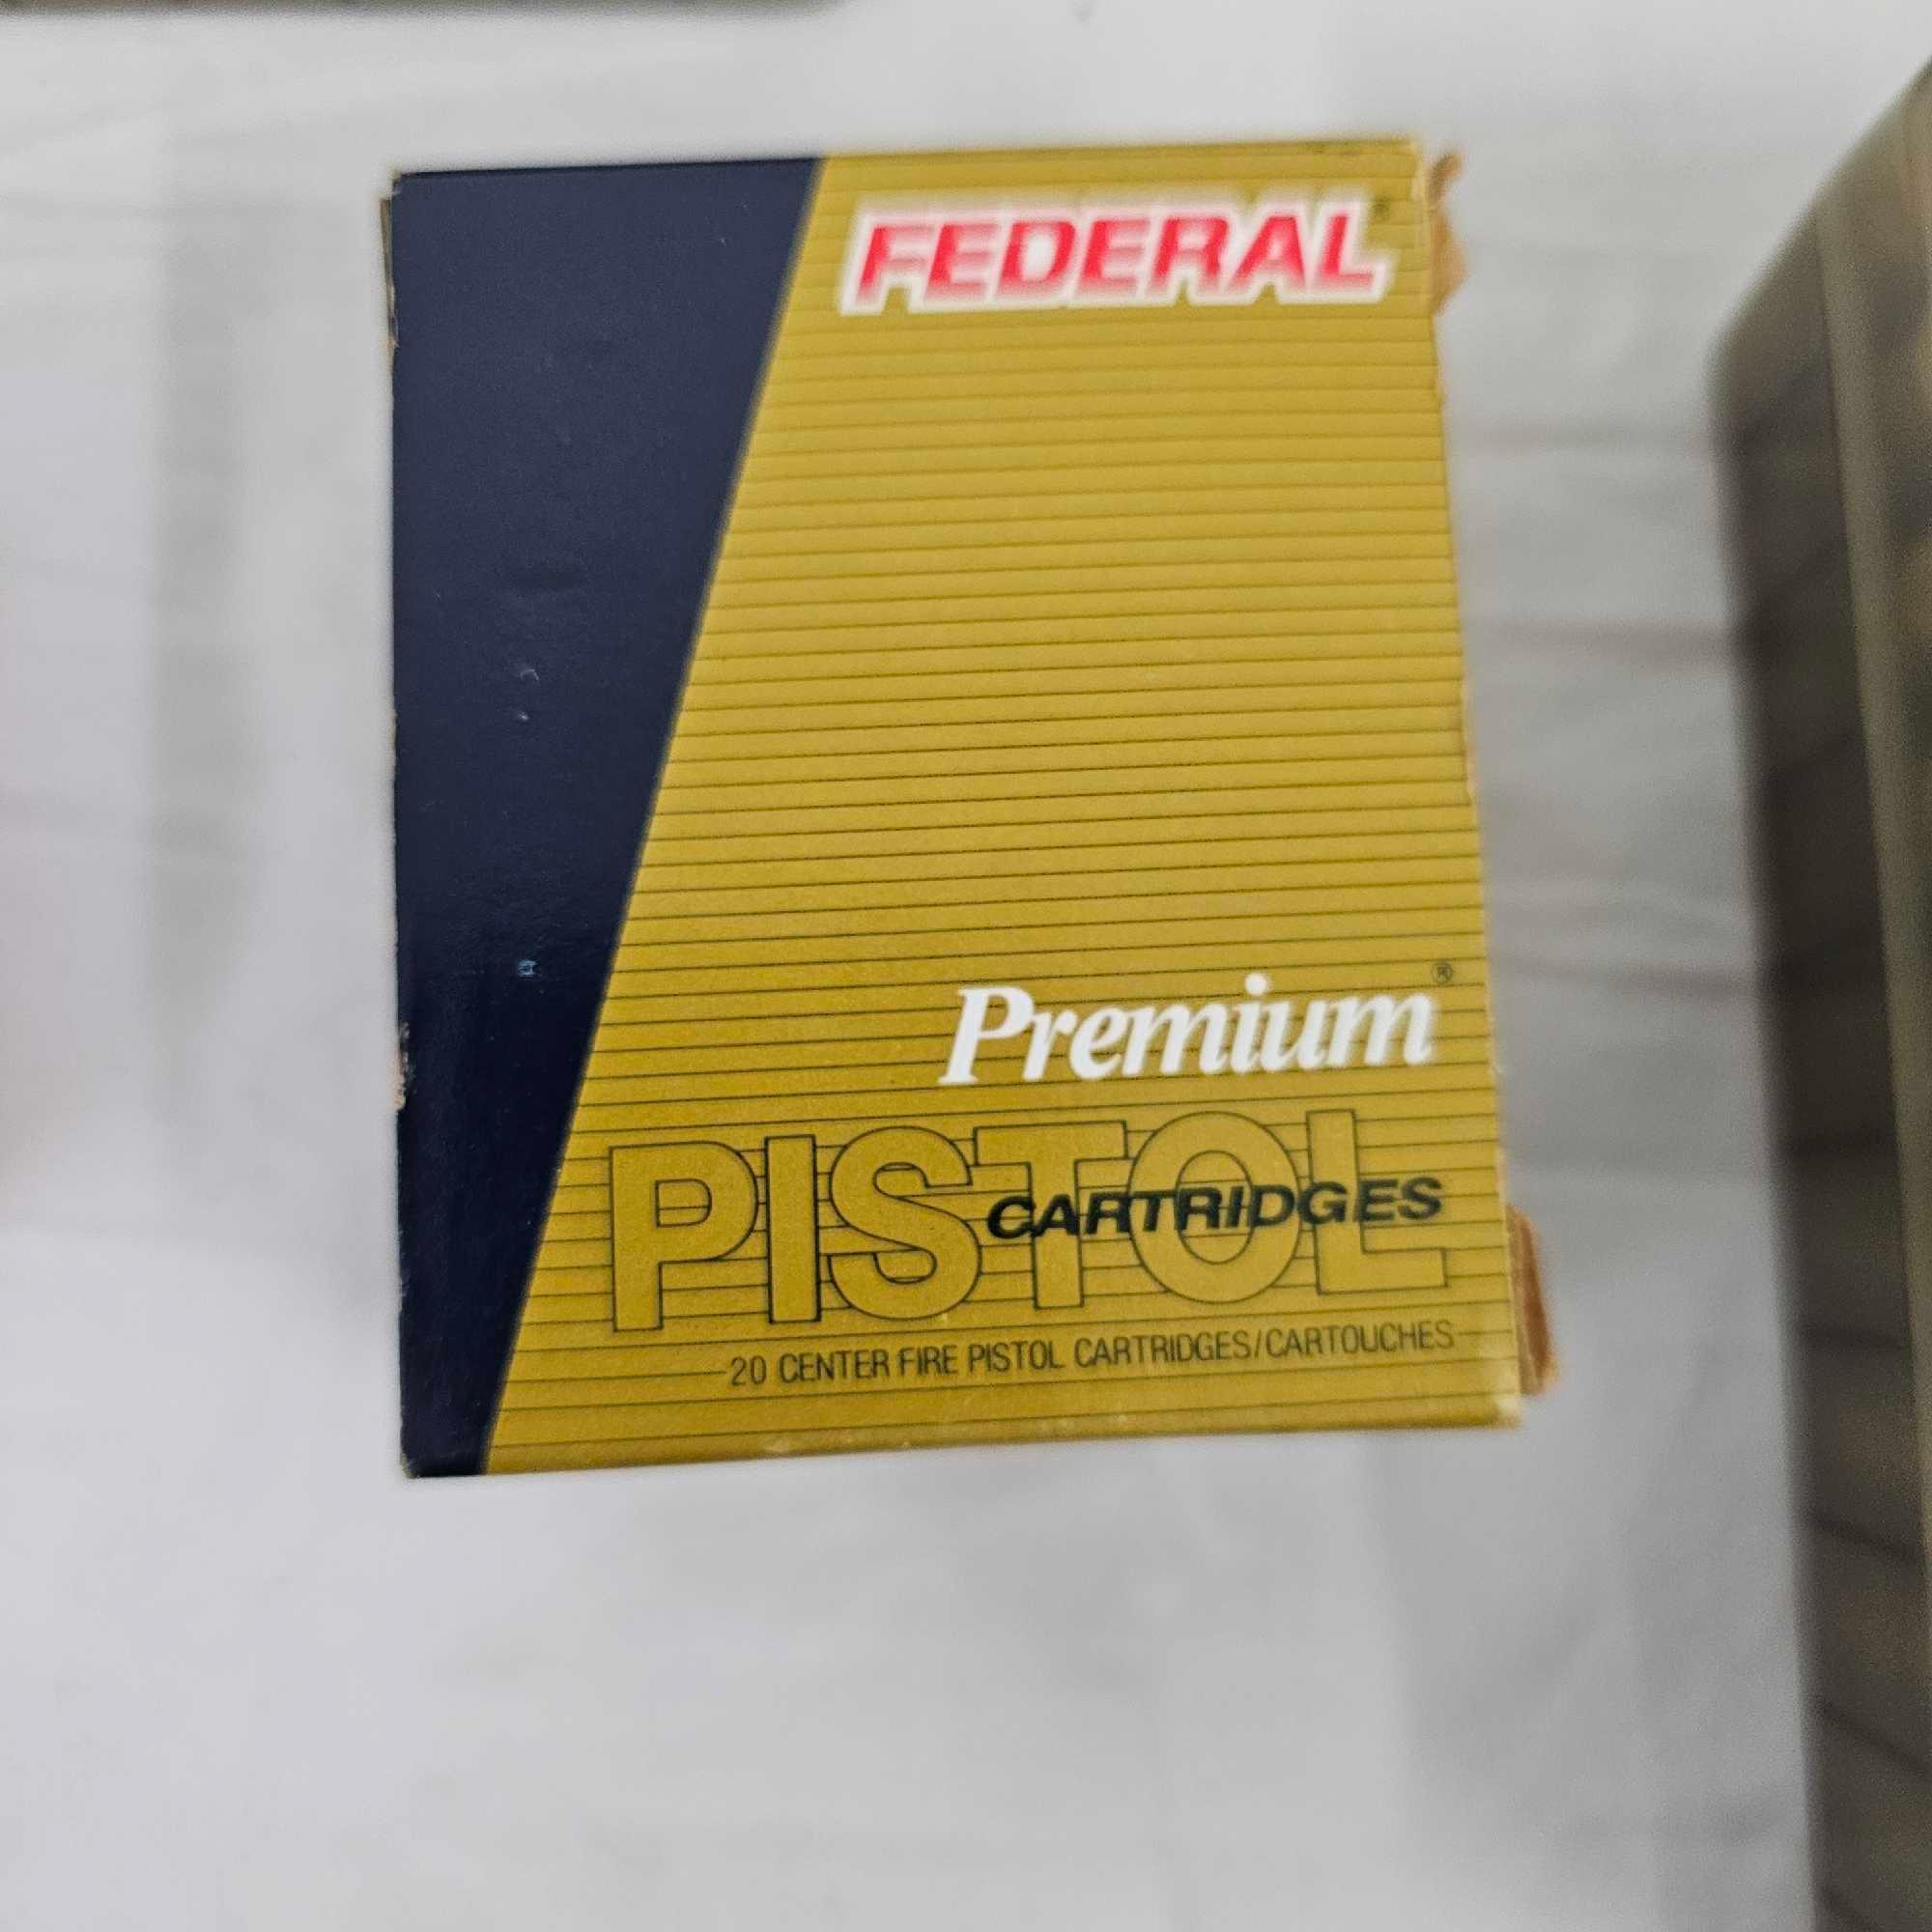 FEDERAL®
Premium®
PISTOL
CARTRIDGES
20 CENTER FIRE PISTOL CARTRIDGES/CARTOUCHES